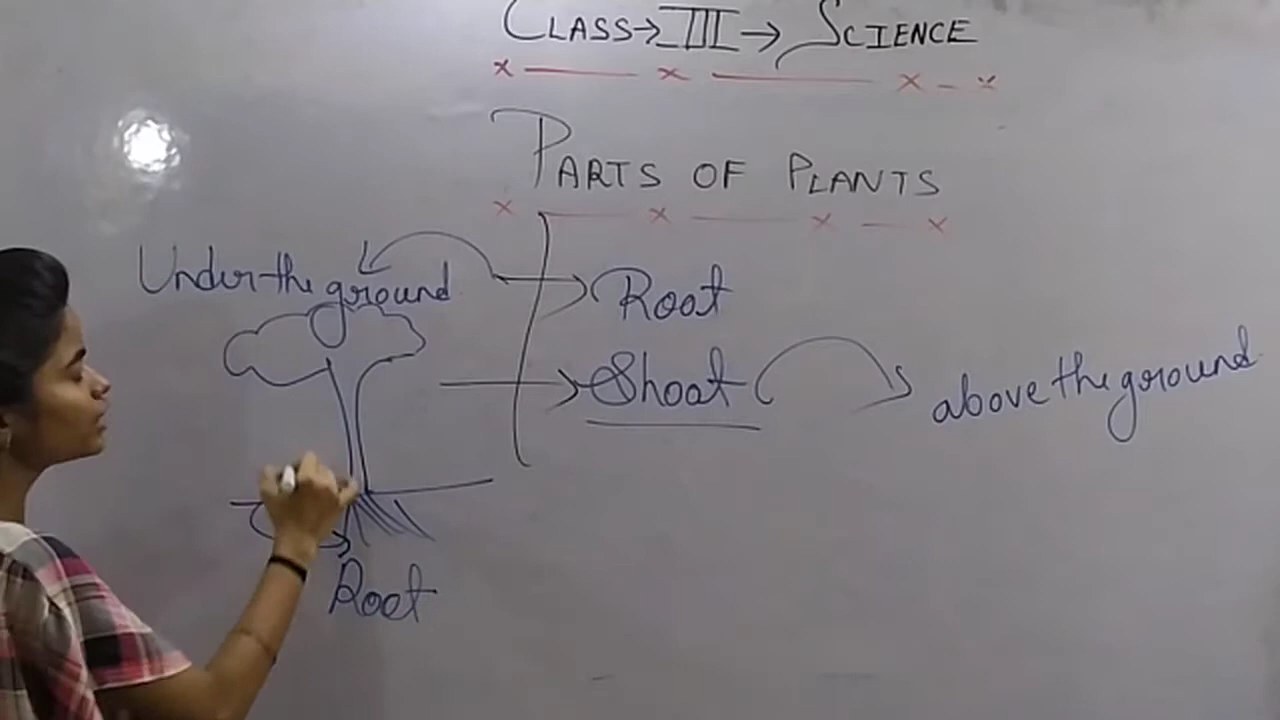 CLASS→III→SCIENCE
PARTS OF PLANTS
Under the ground
Root
Shoot
above the ground
Root